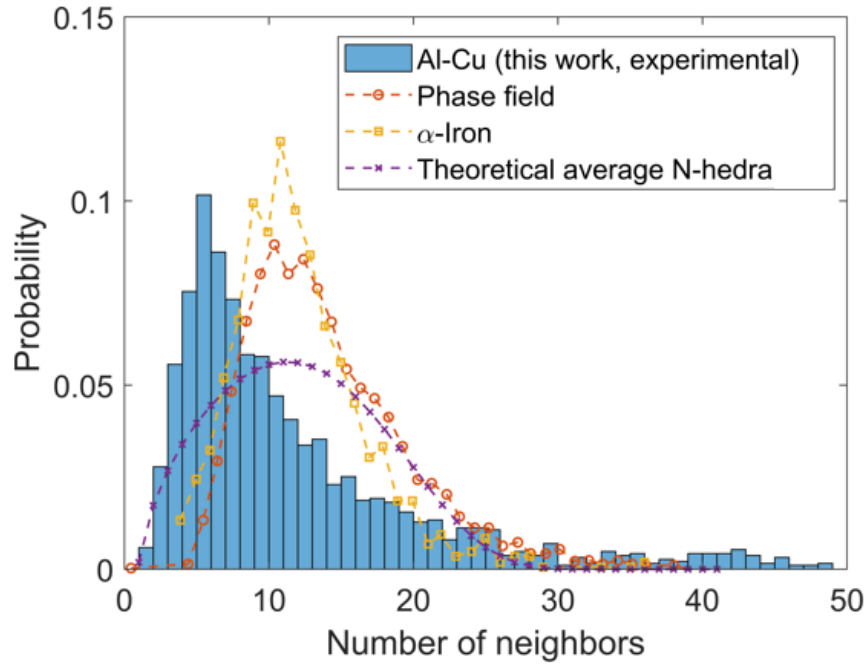 0.15
0.1
0.05
0
Probability
Al-Cu (this work, experimental)
Phase field
α-Iron
Theoretical average N-hedra
0 10 20 30 40 50
Number of neighbors